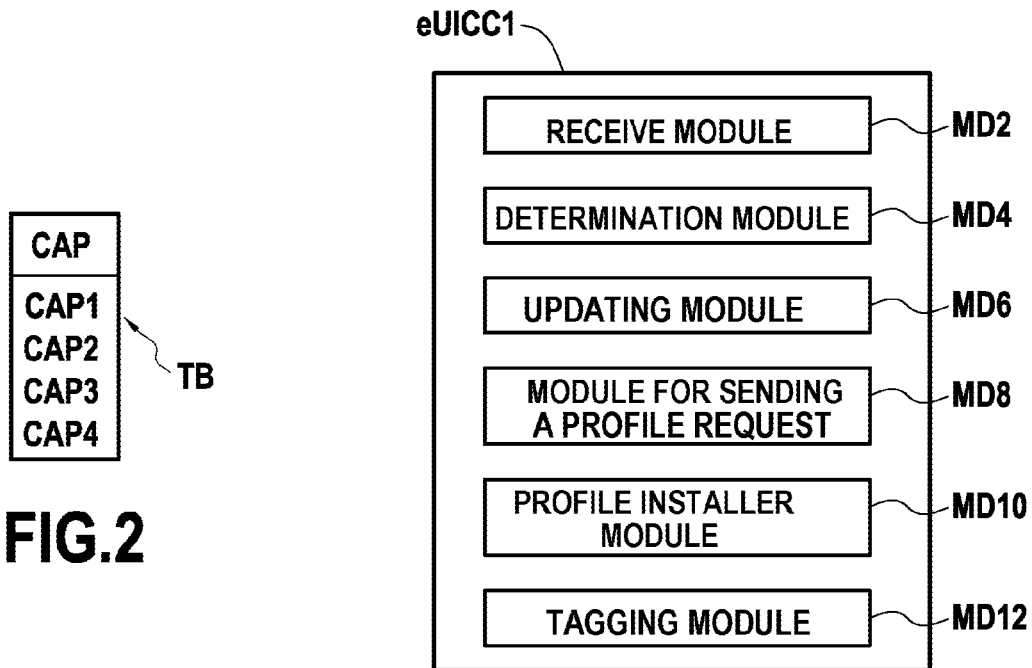 eUICC1
RECEIVE MODULE
MD2
DETERMINATION MODULE
MD4
UPDATING MODULE
MD6
MODULE FOR SENDING
A PROFILE REQUEST
MD8
PROFILE INSTALLER
MODULE
MD10
TAGGING MODULE
MD12
CAP
CAP1
CAP2
CAP3
CAP4
TB
FIG.2